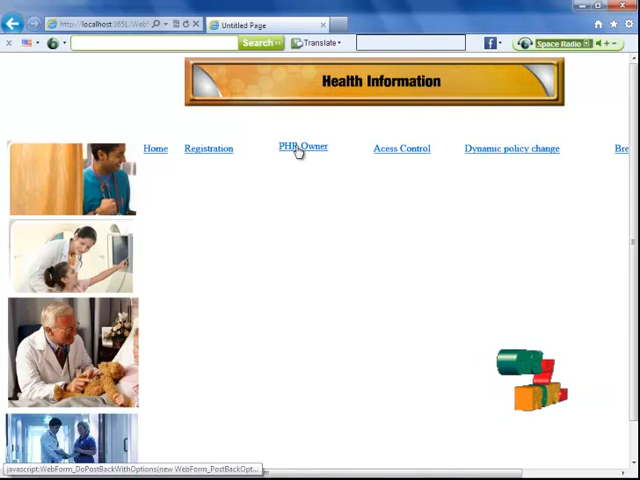 http://localhost:1651/Web!
Untitled Page
Search
Translate
Space Radio
Health Information
Home
Registration
PHR Owner
Acess Control
Dynamic policy change
Bre
javascript:WebForm_DoPostBackWithOptions(new WebForm_PostBackOpt...